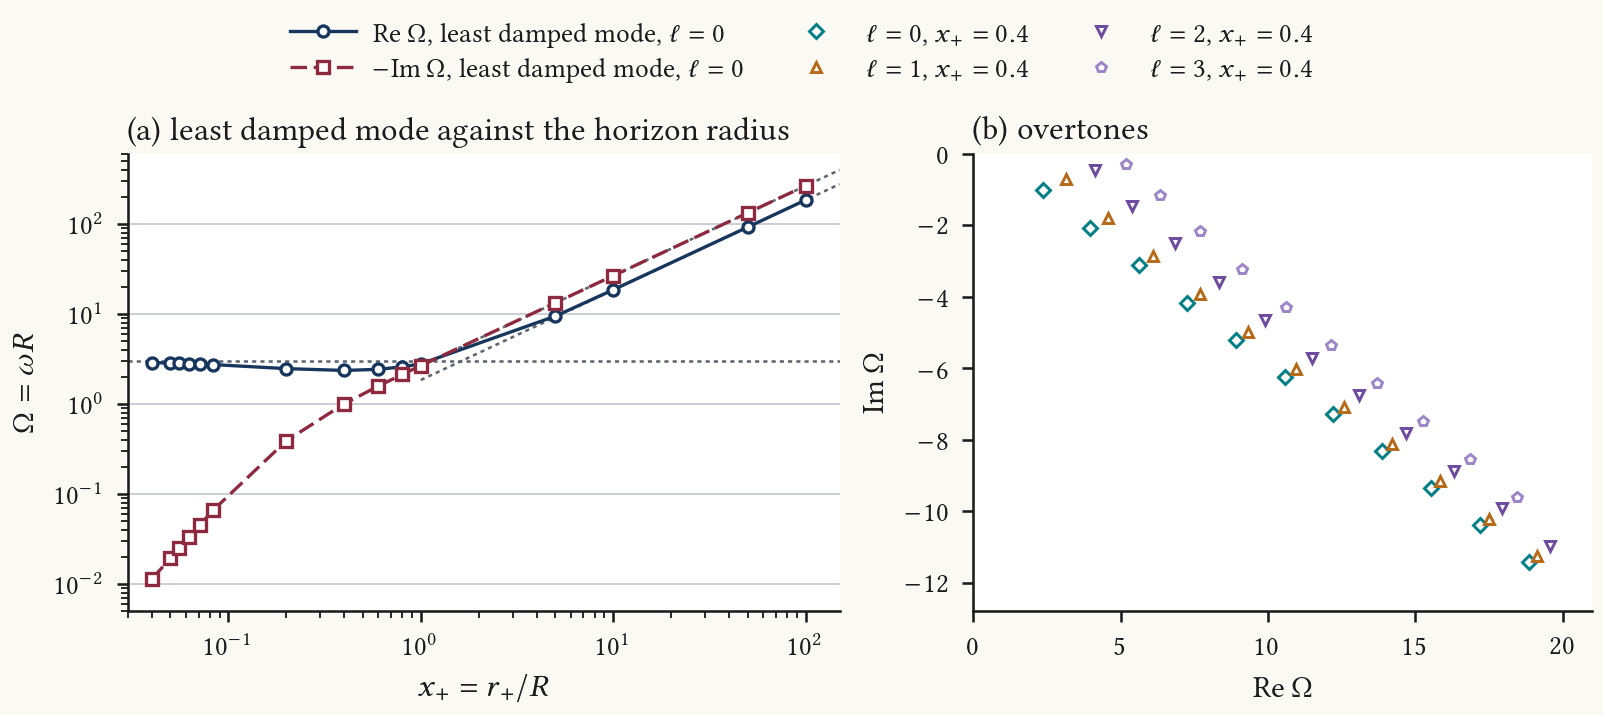 Re Ω, least damped mode, ℓ = 0
−Im Ω, least damped mode, ℓ = 0
ℓ = 0, x₊ = 0.4
ℓ = 1, x₊ = 0.4
ℓ = 2, x₊ = 0.4
ℓ = 3, x₊ = 0.4
(a) least damped mode against the horizon radius
Ω = ωR
10²
10¹
10⁰
10⁻¹
10⁻²
10⁻¹ 10⁰ 10¹ 10²
x₊ = r₊/R
(b) overtones
Im Ω
0
−2
−4
−6
−8
−10
−12
0 5 10 15 20
Re Ω